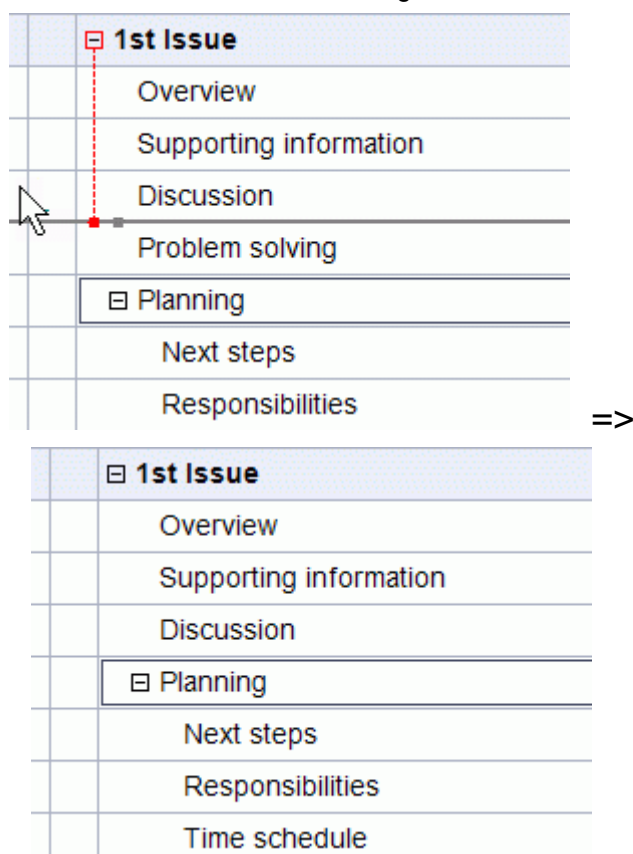 1st Issue
Overview
Supporting information
Discussion
Problem solving
Planning
Next steps
Responsibilities
=>
1st Issue
Overview
Supporting information
Discussion
Planning
Next steps
Responsibilities
Time schedule